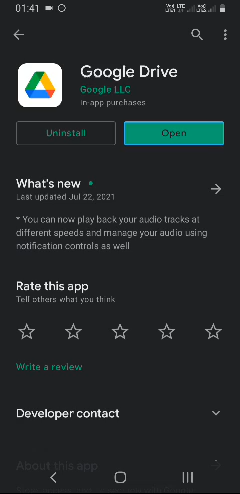 01:41
Google Drive
Google LLC
In-app purchases
Uninstall
Open
What's new
Last updated Jul 22, 2021
* You can now play back your audio tracks at
different speeds and manage your audio using
notification controls as well
Rate this app
Tell others what you think
Write a review
Developer contact
About this app